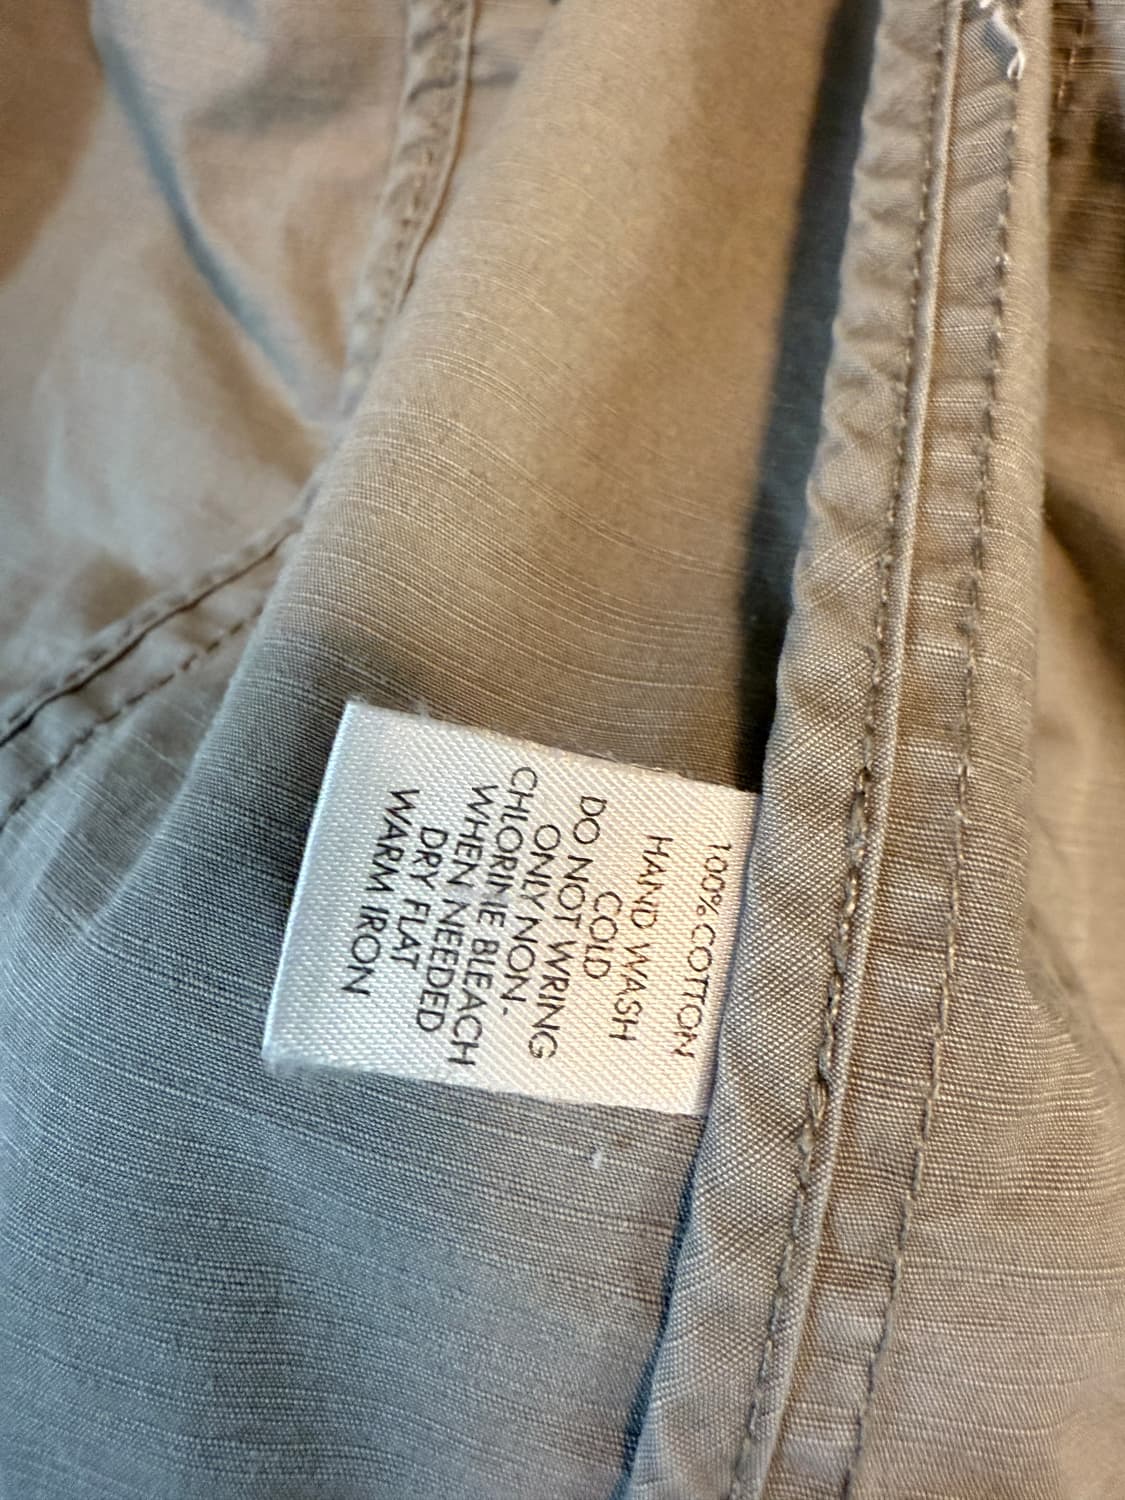 100% COTTON
HAND WASH
COLD
DO NOT WRING
ONLY NON-
CHLORINE BLEACH
WHEN NEEDED
DRY FLAT
WARM IRON